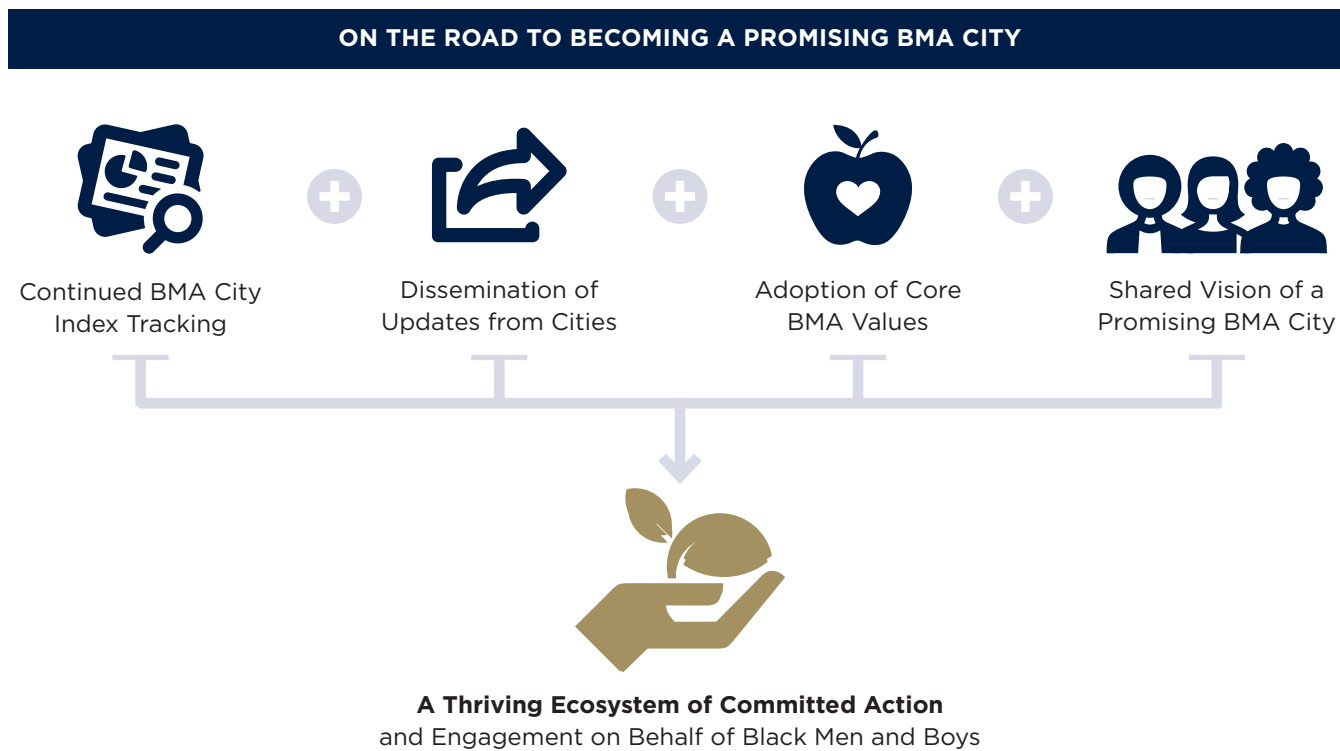 ON THE ROAD TO BECOMING A PROMISING BMA CITY
Continued BMA City
Index Tracking
Dissemination of
Updates from Cities
Adoption of Core
BMA Values
Shared Vision of a
Promising BMA City
A Thriving Ecosystem of Committed Action
and Engagement on Behalf of Black Men and Boys